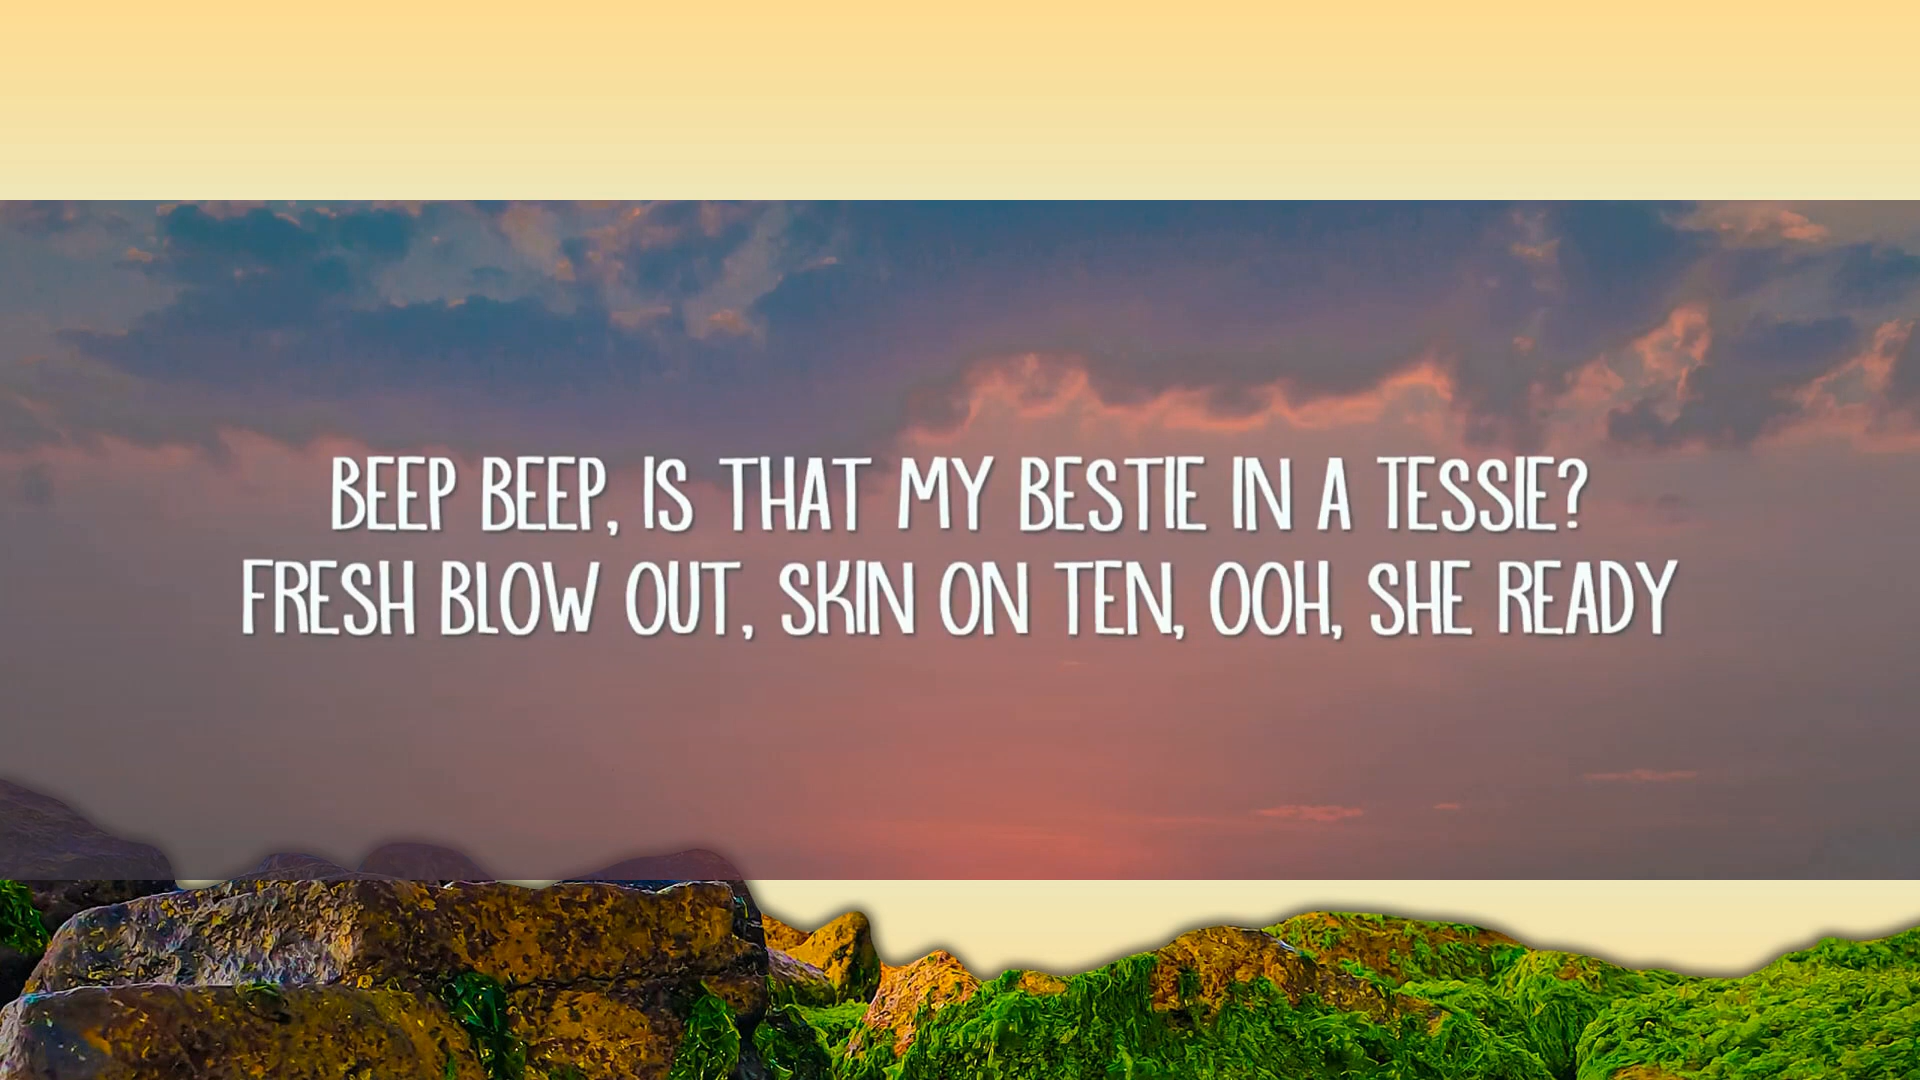 BEEP BEEP, IS THAT MY BESTIE IN A TESSIE?
FRESH BLOW OUT, SKIN ON TEN, OOH, SHE READY